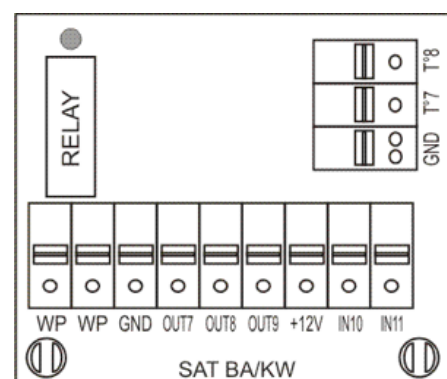 RELAY
T°8
T°7
GND
WP WP GND OUT7 OUT8 OUT9 +12V IN10 IN11
SAT BA/KW